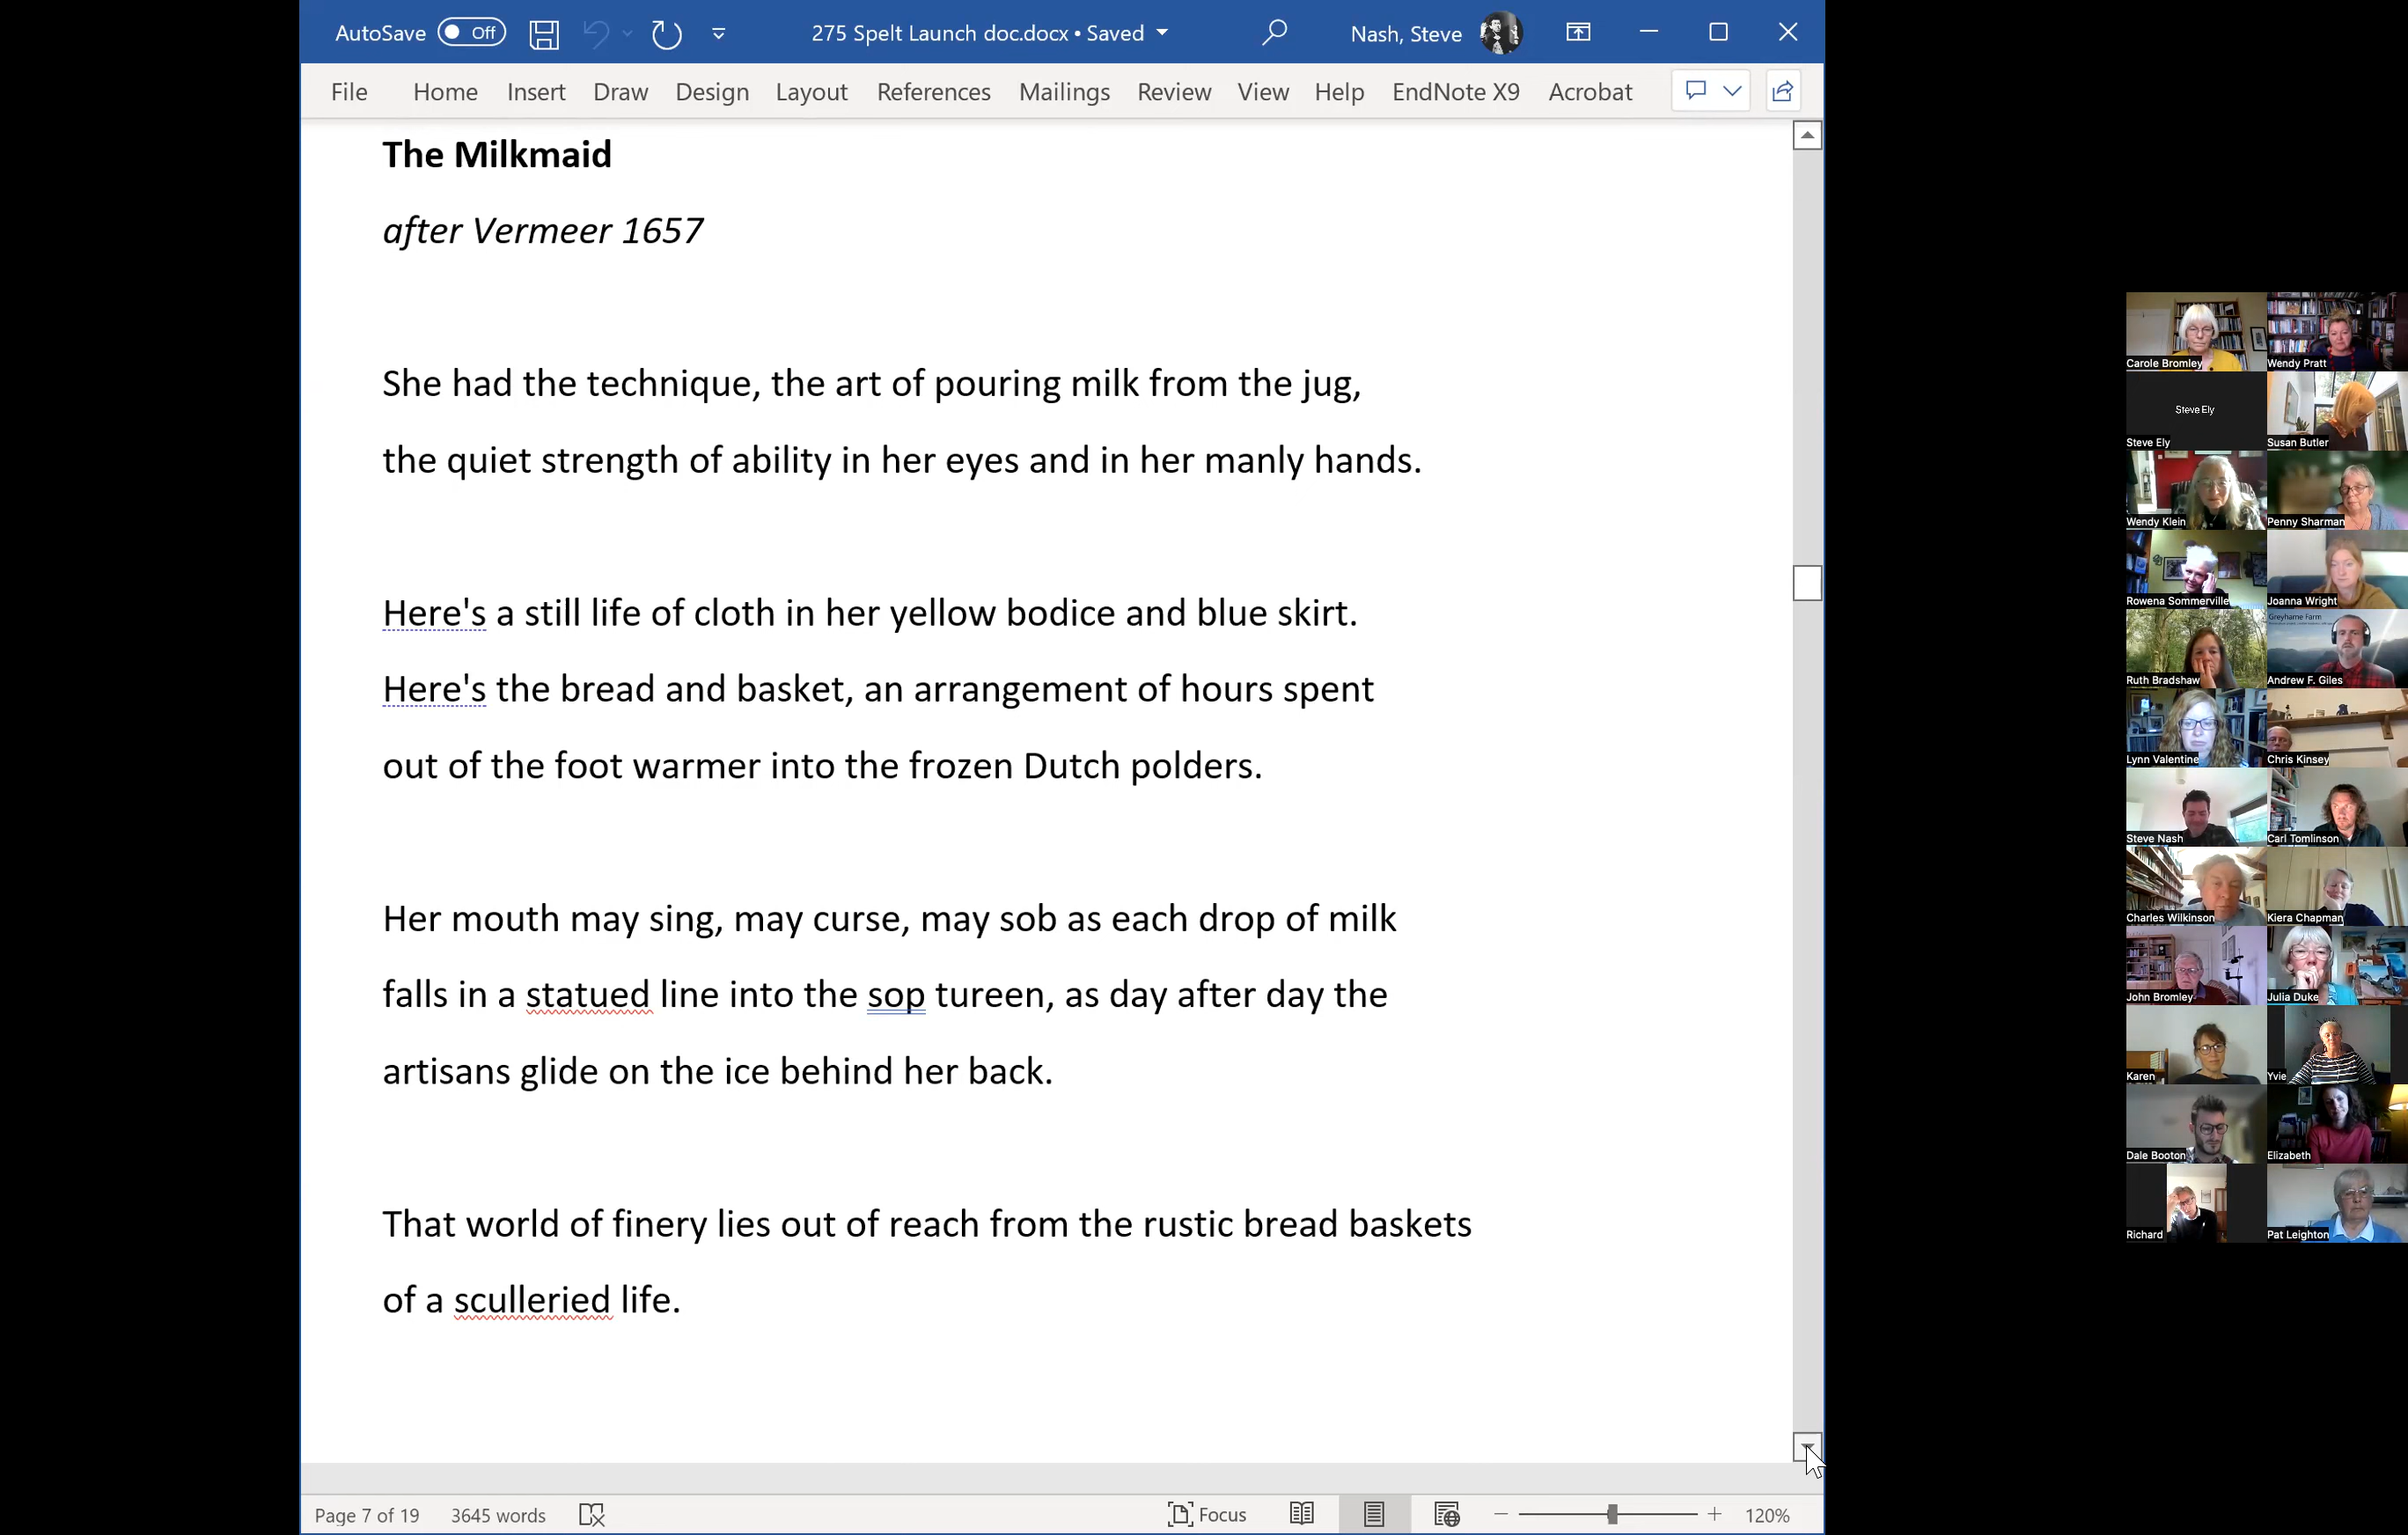 AutoSave Off 275 Spelt Launch doc.docx • Saved Nash, Steve
File Home Insert Draw Design Layout References Mailings Review View Help EndNote X9 Acrobat
The Milkmaid
after Vermeer 1657
She had the technique, the art of pouring milk from the jug,
the quiet strength of ability in her eyes and in her manly hands.
Here's a still life of cloth in her yellow bodice and blue skirt.
Here's the bread and basket, an arrangement of hours spent
out of the foot warmer into the frozen Dutch polders.
Her mouth may sing, may curse, may sob as each drop of milk
falls in a statued line into the sop tureen, as day after day the
artisans glide on the ice behind her back.
That world of finery lies out of reach from the rustic bread baskets
of a sculleried life.
Page 7 of 19 3645 words Focus 120%
Carole Bromley Wendy Pratt
Steve Ely
Steve Ely Susan Butler
Wendy Klein Penny Sharman
Rowena Sommerville Joanna Wright
Greyhame Farm
Ruth Bradshaw Andrew F. Giles
Lynn Valentine Chris Kinsey
Steve Nash Carl Tomlinson
Charles Wilkinson Kiera Chapman
John Bromley Julia Duke
Karen Yvie
Dale Booton Elizabeth
Richard Pat Leighton